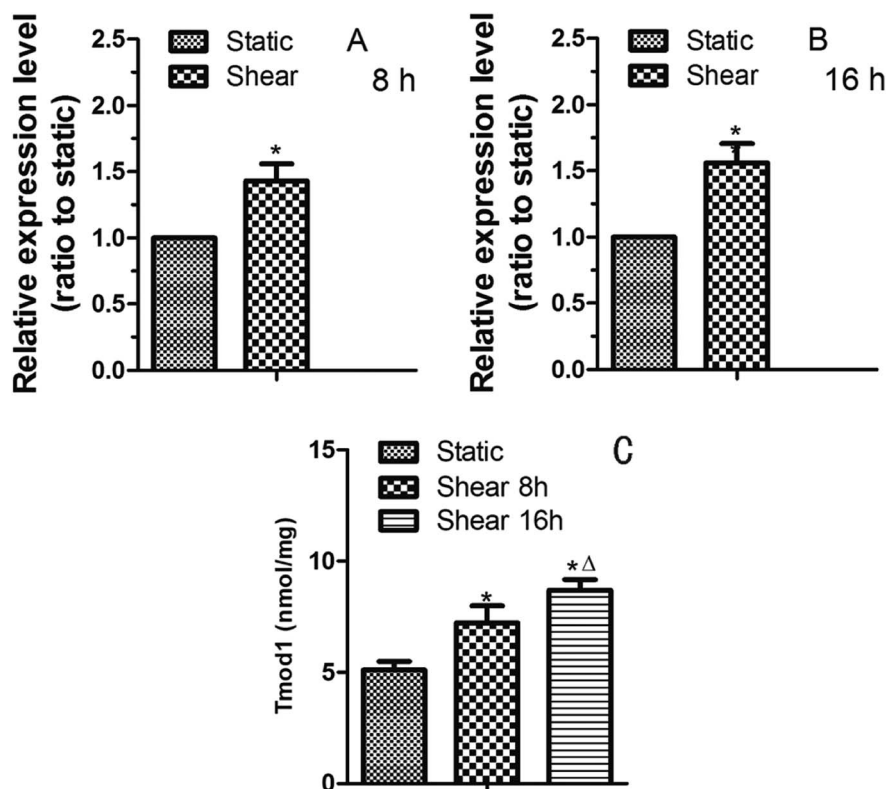 Relative expression level
(ratio to static)
2.5
2.0
1.5
1.0
0.5
0.0
Static
Shear
A
8 h
*
Relative expression level
(ratio to static)
2.5
2.0
1.5
1.0
0.5
0.0
Static
Shear
B
16 h
*
*
Tmod1 (nmol/mg)
15
10
5
0
Static
Shear 8h
Shear 16h
C
*
*Δ